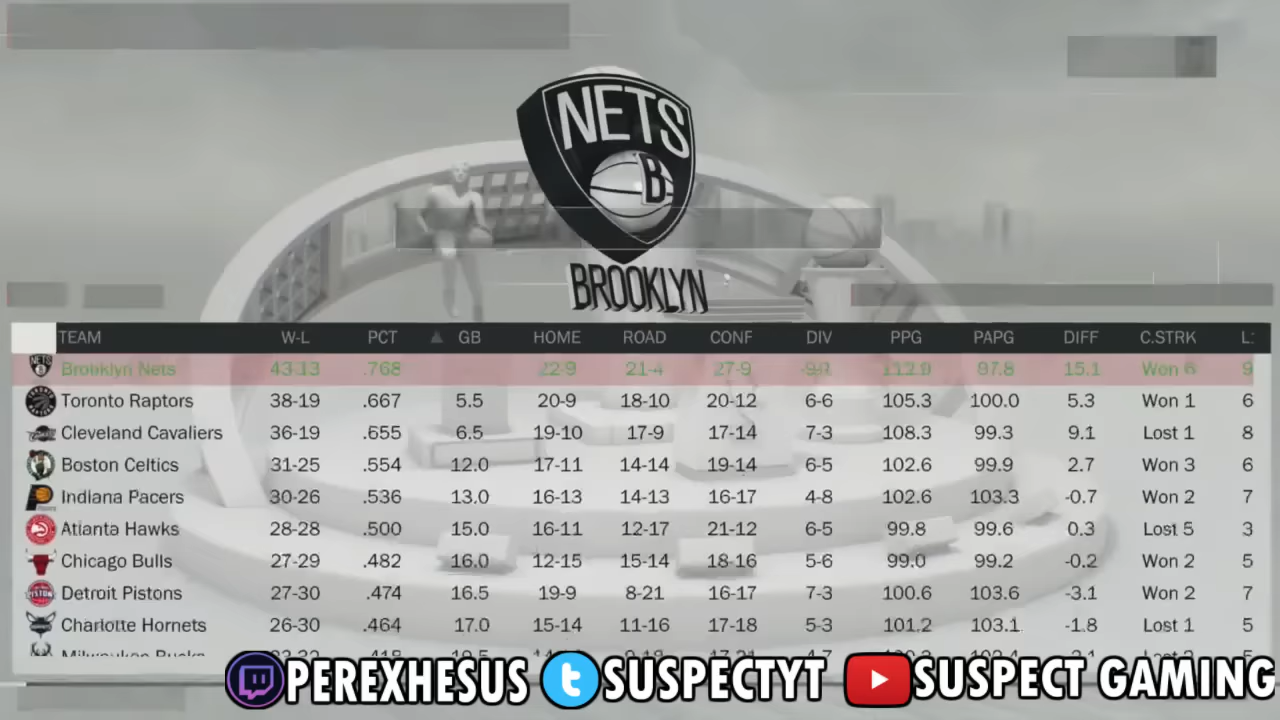 NETS
B
BROOKLYN
TEAM W-L PCT GB HOME ROAD CONF DIV PPG PAPG DIFF C.STRK
Brooklyn Nets 43-13 .768 22-9 21-4 27-9 97.8 15.1 Won 9
Toronto Raptors 38-19 .667 5.5 20-9 18-10 20-12 6-6 105.3 100.0 5.3 Won 1 6
Cleveland Cavaliers 36-19 .655 6.5 19-10 17-9 17-14 7-3 108.3 99.3 9.1 Lost 1 8
Boston Celtics 31-25 .554 12.0 17-11 14-14 19-14 6-5 102.6 99.9 2.7 Won 3 6
Indiana Pacers 30-26 .536 13.0 16-13 14-13 16-17 4-8 102.6 103.3 -0.7 Won 2 7
Atlanta Hawks 28-28 .500 15.0 16-11 12-17 21-12 6-5 99.8 99.6 0.3 Lost 5 3
Chicago Bulls 27-29 .482 16.0 12-15 15-14 18-16 5-6 99.0 99.2 -0.2 Won 2 5
Detroit Pistons 27-30 .474 16.5 19-9 8-21 16-17 7-3 100.6 103.6 -3.1 Won 2 7
Charlotte Hornets 26-30 .464 17.0 15-14 11-16 17-18 5-3 101.2 103.1 -1.8 Lost 1 5
Milwaukee Bucks
PEREXHESUS SUSPECTYT SUSPECT GAMING